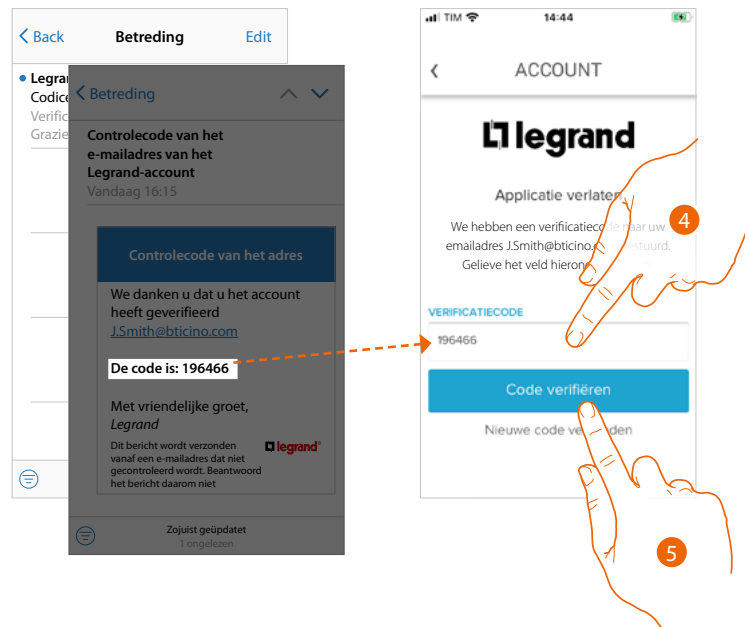 Back Betreding Edit
Legra
Codice
Verific
Grazie
Betreding
Controlecode van het
e-mailadres van het
Legrand-account
Vandaag 16:15
Controlecode van het adres
We danken u dat u het account
heeft geverifieerd
J.Smith@bticino.com
De code is: 196466
Met vriendelijke groet,
Legrand
Dit bericht wordt verzonden
vanaf een e-mailadres dat niet
gecontroleerd wordt. Beantwoord
het bericht daarom niet
legrand®
Zojuist geüpdatet
1 ongelezen
TIM 14:44
ACCOUNT
legrand
Applicatie verlaten
We hebben een verificatiecode naar uw
emailadres J.Smith@bticino.c estuurd.
Gelieve het veld hieron
VERIFICATIECODE
196466
Code verifiëren
Nieuwe code ve den
4
5